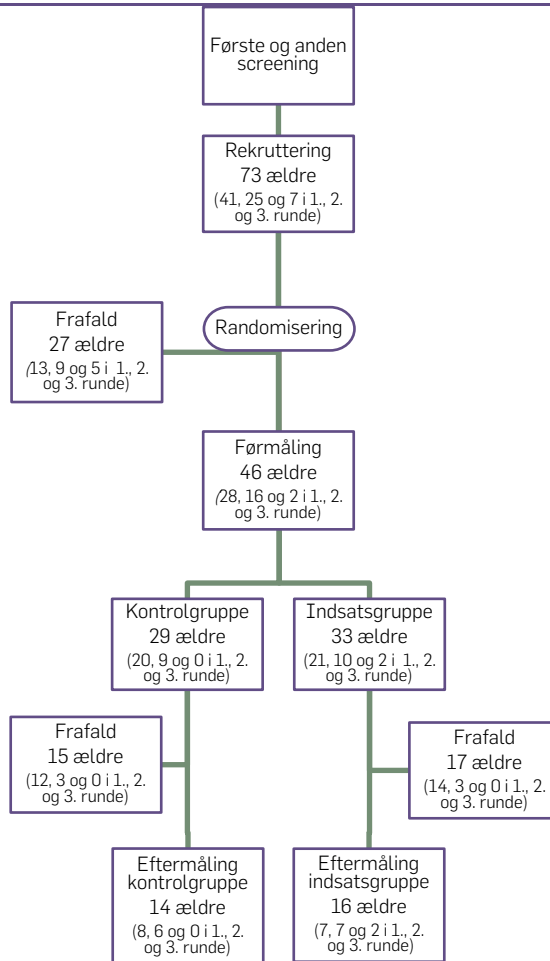 Første og anden
screening
Rekruttering
73 ældre
(41, 25 og 7 i 1., 2.
og 3. runde)
Randomisering
Frafald
27 ældre
(13, 9 og 5 i 1., 2.
og 3. runde)
Førmåling
46 ældre
(28, 16 og 2 i 1., 2.
og 3. runde)
Kontrolgruppe
29 ældre
(20, 9 og 0 i 1., 2.
og 3. runde)
Indsatsgruppe
33 ældre
(21, 10 og 2 i 1., 2.
og 3. runde)
Frafald
15 ældre
(12, 3 og 0 i 1., 2.
og 3. runde)
Frafald
17 ældre
(14, 3 og 0 i 1., 2.
og 3. runde)
Eftermåling
kontrolgruppe
14 ældre
(8, 6 og 0 i 1., 2.
og 3. runde)
Eftermåling
indsatsgruppe
16 ældre
(7, 7 og 2 i 1., 2.
og 3. runde)